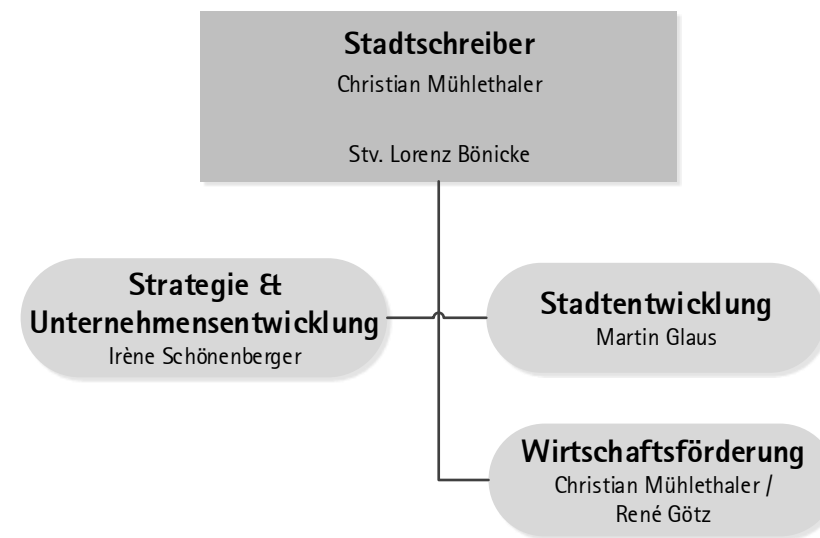 Stadtschreiber
Christian Mühlethaler
Stv. Lorenz Bönicke
Strategie &
Unternehmensentwicklung
Irène Schönenberger
Stadtentwicklung
Martin Glaus
Wirtschaftsförderung
Christian Mühlethaler /
René Götz